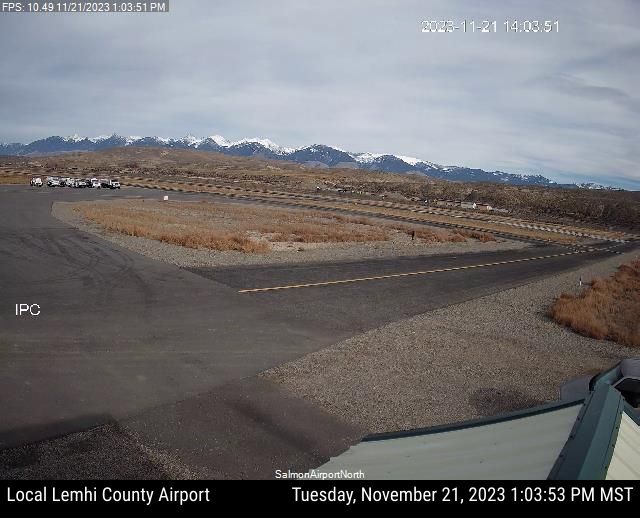 FPS: 10.49 11/21/2023 1:03:51 PM
2023-11-21 14:03:51
IPC
SalmonAirportNorth
Local Lemhi County Airport Tuesday, November 21, 2023 1:03:53 PM MST